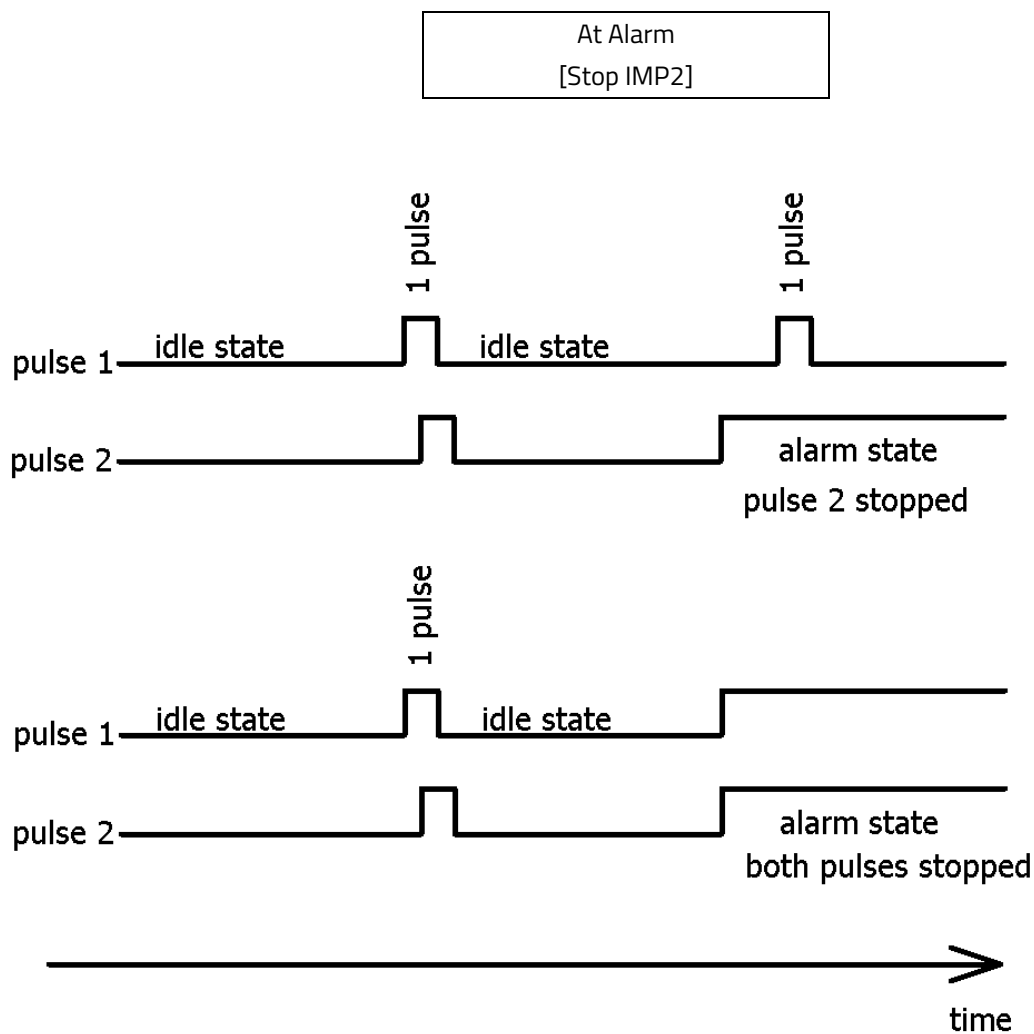 At Alarm
[Stop IMP2]
1 pulse
1 pulse
pulse 1
idle state
idle state
pulse 2
alarm state
pulse 2 stopped
1 pulse
pulse 1
idle state
idle state
pulse 2
alarm state
both pulses stopped
time